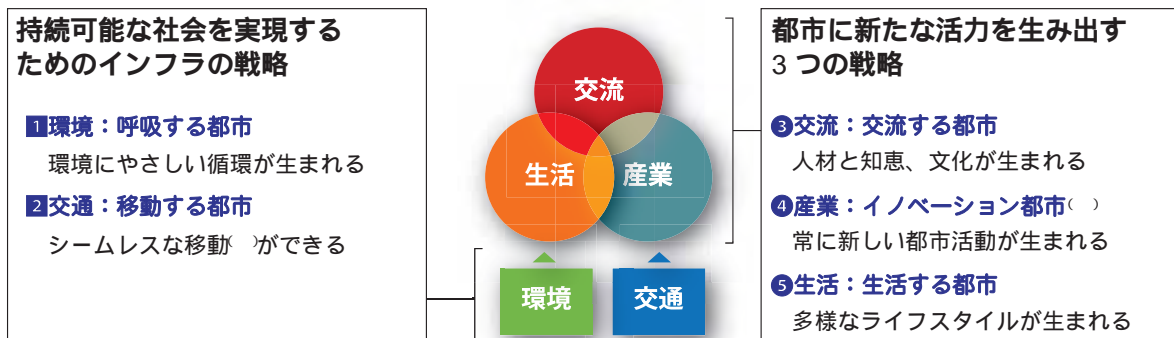 持続可能な社会を実現する
ためのインフラの戦略
1環境：呼吸する都市
環境にやさしい循環が生まれる
2交通：移動する都市
シームレスな移動( )ができる
交流
生活
産業
環境
交通
都市に新たな活力を生み出す
3つの戦略
❸交流：交流する都市
人材と知恵、文化が生まれる
❹産業：イノベーション都市( )
常に新しい都市活動が生まれる
❺生活：生活する都市
多様なライフスタイルが生まれる